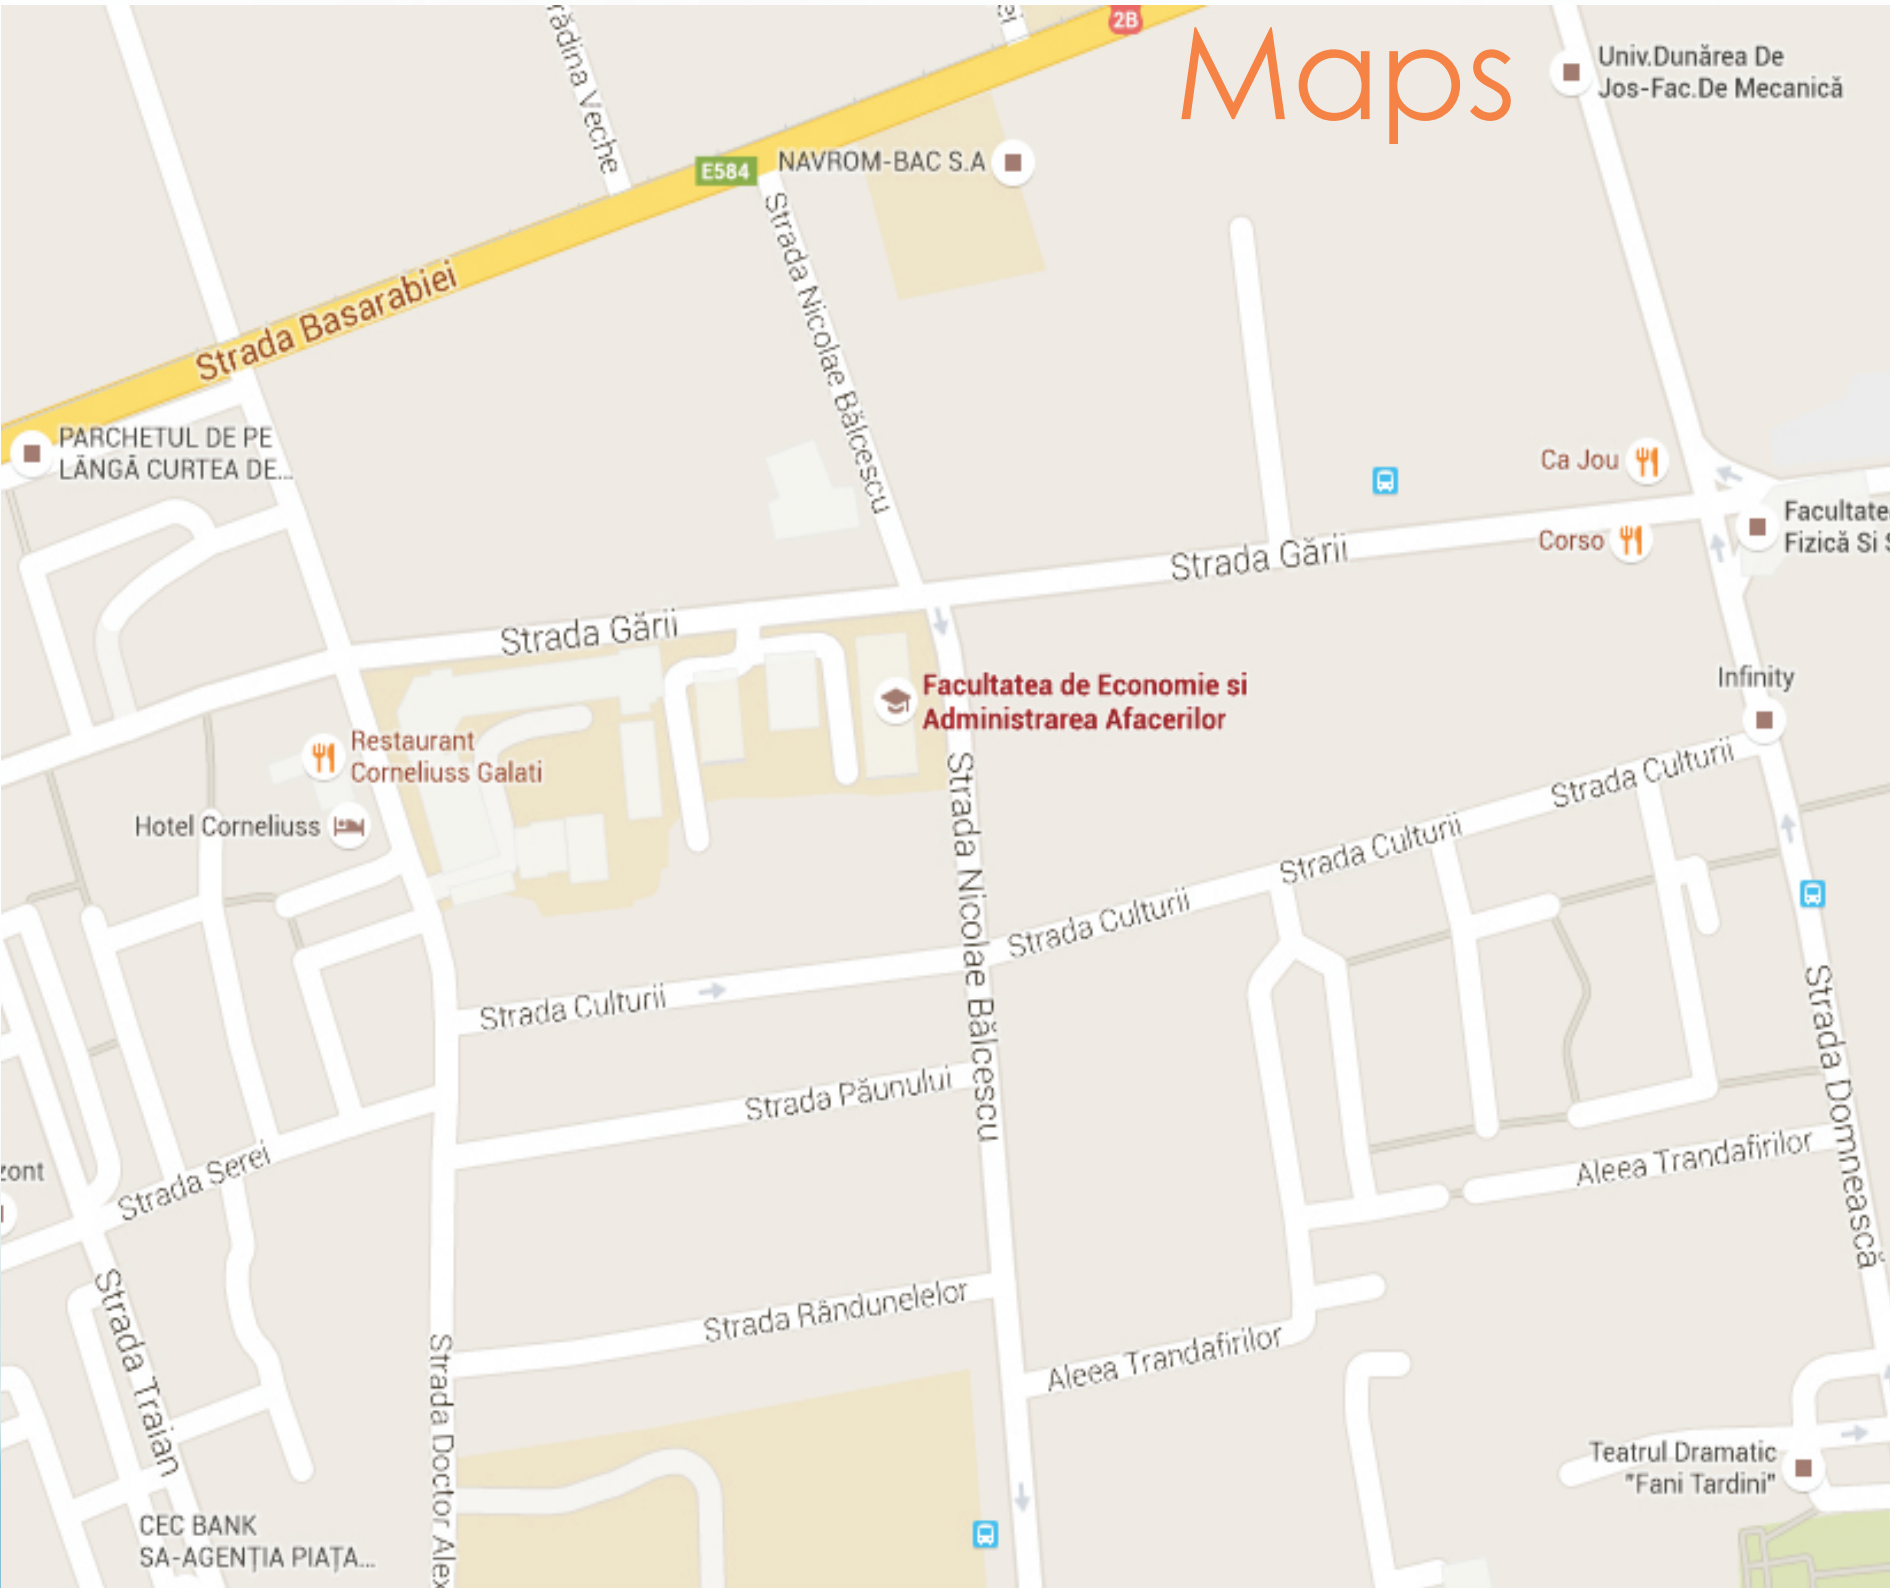 rădina Veche
ei
2B
Maps
Univ.Dunărea De
Jos-Fac.De Mecanică
E584
NAVROM-BAC S.A
Strada Nicolae Bălcescu
Strada Basarabiei
PARCHETUL DE PE
LÂNGĂ CURTEA DE...
Ca Jou
Corso
Facultate
Fizică Si S
Strada Gării
Strada Gării
Facultatea de Economie si
Administrarea Afacerilor
Infinity
Restaurant
Corneliuss Galati
Hotel Corneliuss
Strada Nicolae Bălcescu
Strada Culturii
Strada Culturii
Strada Culturii
Strada Culturii
Strada Domnească
Strada Păunului
Strada Serei
zont
Aleea Trandafirilor
Strada Traian
Strada Rândunelelor
Aleea Trandafirilor
Strada Doctor Alex
Teatrul Dramatic
"Fani Tardini"
CEC BANK
SA-AGENȚIA PIAȚA...